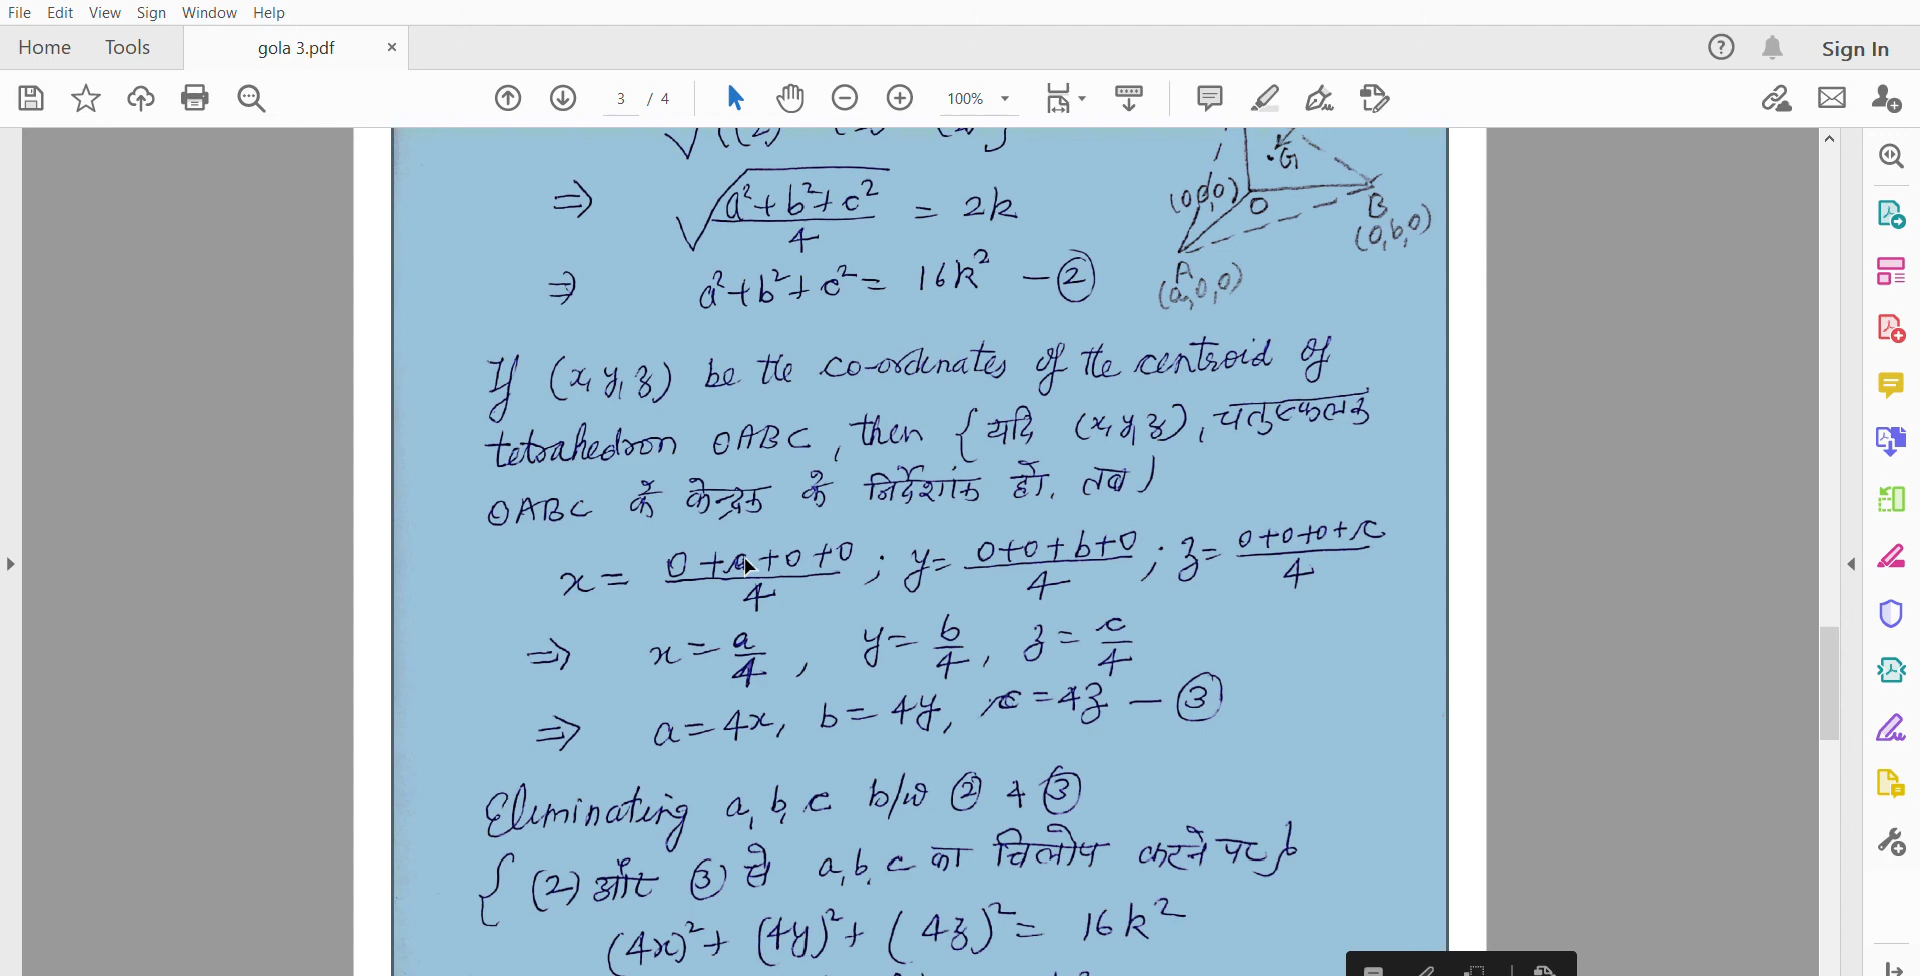 File Edit View Sign Window Help
Home Tools gola 3.pdf × Sign In
3 / 4 100%
⇒ √((a²+b²+c²)/4) = 2k
⇒ a²+b²+c² = 16k² — ②
G
(0,0,0) O
B (0,b,0)
A (a,0,0)
If (x, y, z) be the co-ordinates of the centroid of
tetrahedron OABC, then {यदि (x, y, z), चतुष्फलक
OABC के केन्द्रक के निर्देशांक हों, तब)
x = (0+a+0+0)/4 ; y = (0+0+b+0)/4 ; z = (0+0+0+c)/4
⇒ x = a/4, y = b/4, z = c/4
⇒ a = 4x, b = 4y, c = 4z — ③
Eliminating a, b, c b/w ② & ③
{(2) और ③ से a, b, c का विलोप करने पर}
(4x)² + (4y)² + (4z)² = 16k²